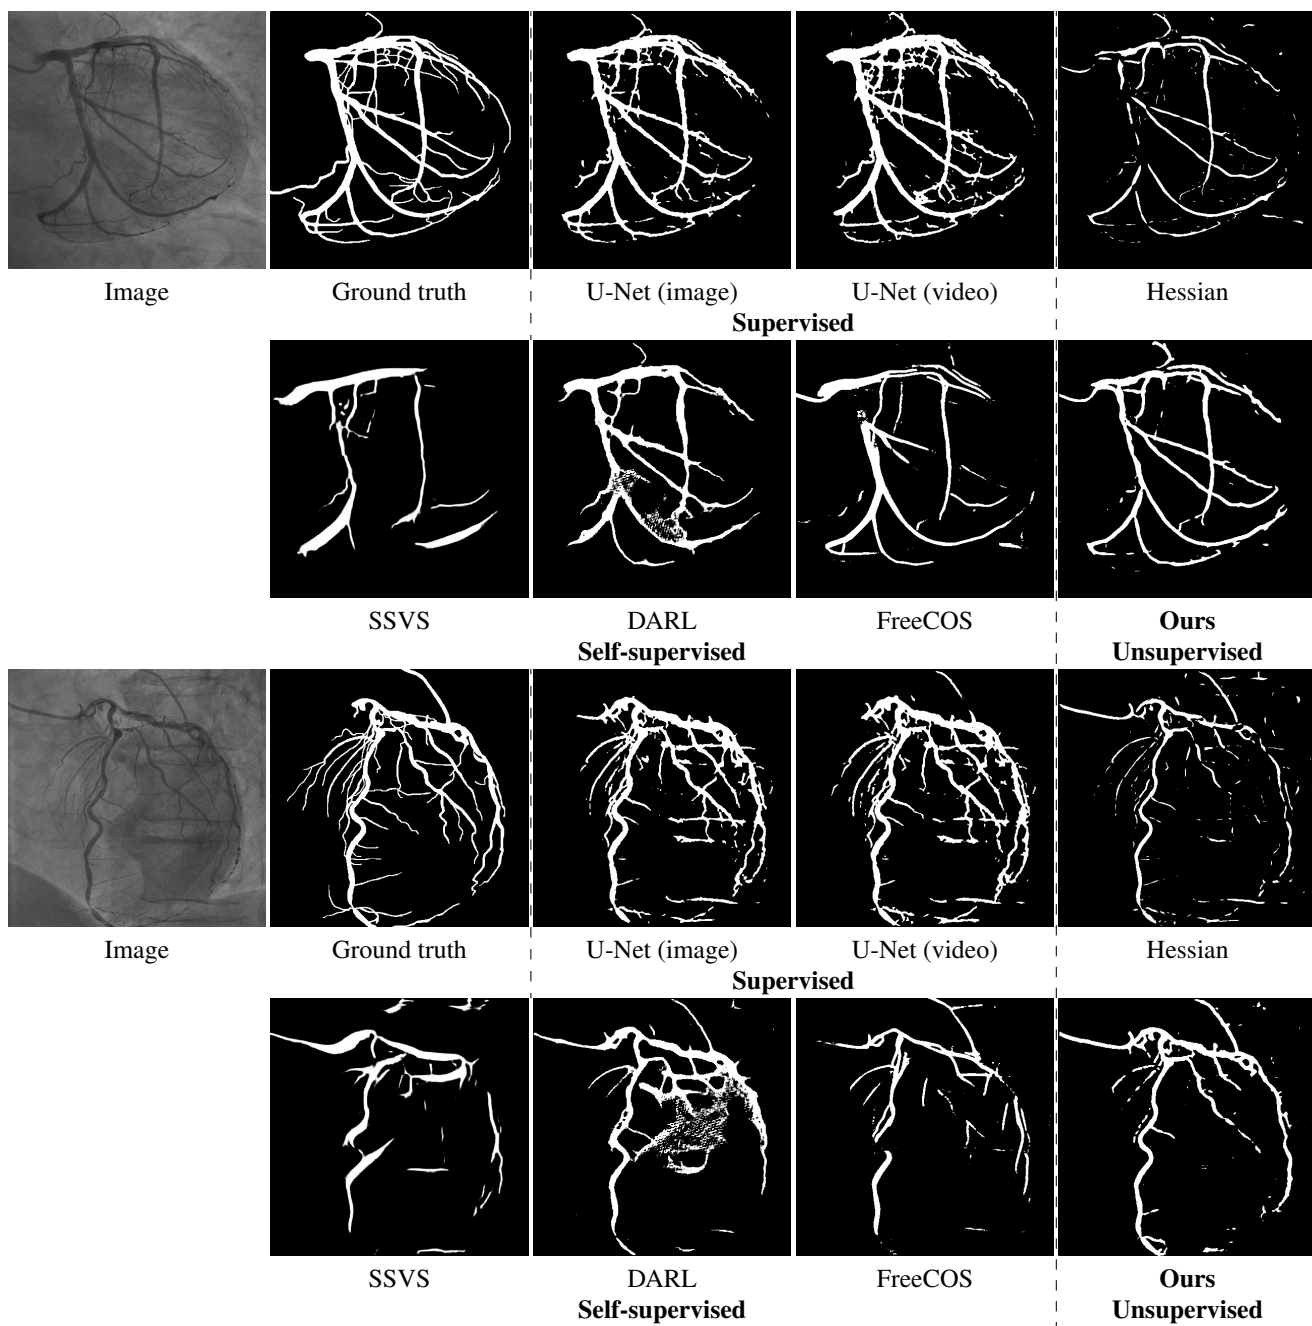 Image Ground truth U-Net (image) U-Net (video) Hessian
Supervised
SSVS DARL FreeCOS Ours
Self-supervised Unsupervised
Image Ground truth U-Net (image) U-Net (video) Hessian
Supervised
SSVS DARL FreeCOS Ours
Self-supervised Unsupervised